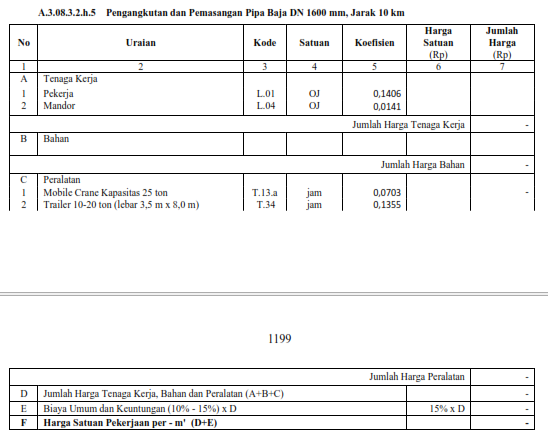 A.3.08.3.2.h.5 Pengangkutan dan Pemasangan Pipa Baja DN 1600 mm, Jarak 10 km
No Uraian Kode Satuan Koefisien Harga Satuan (Rp) Jumlah Harga (Rp)
1 2 3 4 5 6 7
A Tenaga Kerja
1 Pekerja L.01 OJ 0,1406
2 Mandor L.04 OJ 0,0141
Jumlah Harga Tenaga Kerja -
B Bahan
Jumlah Harga Bahan -
C Peralatan
1 Mobile Crane Kapasitas 25 ton T.13.a jam 0,0703 -
2 Trailer 10-20 ton (lebar 3,5 m x 8,0 m) T.34 jam 0,1355
1199
Jumlah Harga Peralatan -
D Jumlah Harga Tenaga Kerja, Bahan dan Peralatan (A+B+C) -
E Biaya Umum dan Keuntungan (10% - 15%) x D 15% x D -
F Harga Satuan Pekerjaan per - m' (D+E) -